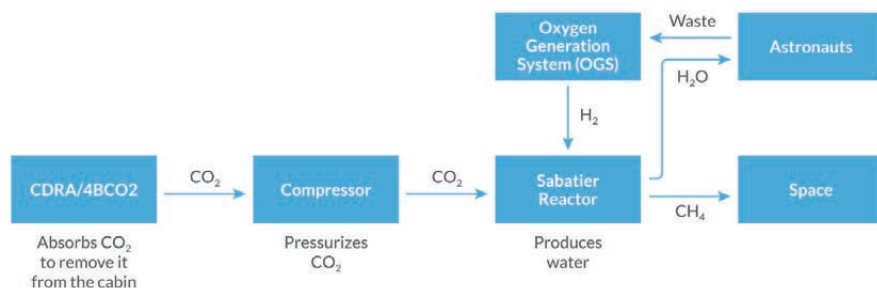 Oxygen
Generation
System (OGS)
Waste
Astronauts
H₂O
H₂
CDRA/4BCO2
CO₂
Compressor
CO₂
Sabatier
Reactor
CH₄
Space
Absorbs CO₂
to remove it
from the cabin
Pressurizes
CO₂
Produces
water